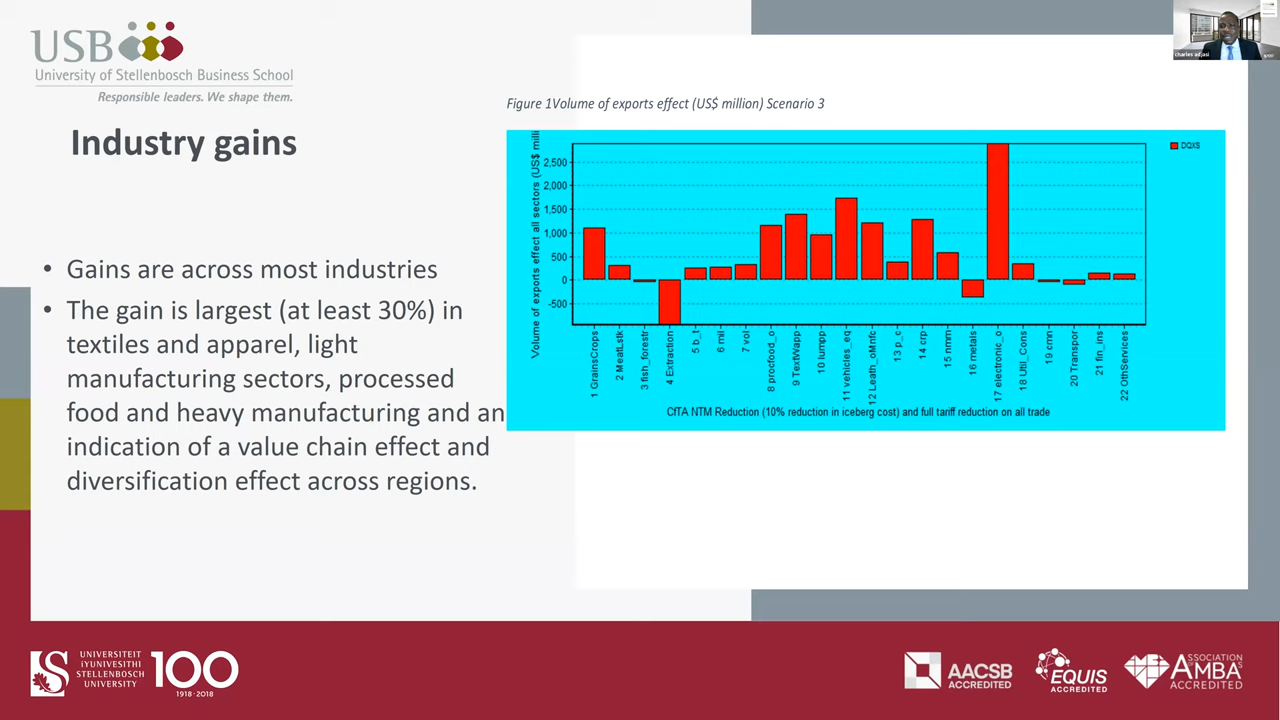 USB
University of Stellenbosch Business School
Responsible leaders. We shape them.
Industry gains
• Gains are across most industries
• The gain is largest (at least 30%) in
textiles and apparel, light
manufacturing sectors, processed
food and heavy manufacturing and an
indication of a value chain effect and
diversification effect across regions.
charles adjasi
Figure 1Volume of exports effect (US$ million) Scenario 3
Volume of exports effect all sectors (US$ milli
2,500
2,000
1,500
1,000
500
0
-500
DQXS
1 GrainsCrops
2 MeatLstk
3 fish_forestr
4 Extraction
5 b_t
6 mil
7 vol
8 procfood_o
9 TextWapp
10 lumpp
11 vehicles_eq
12 Leath_oMnfc
13 p_c
14 crp
15 nmm
16 metals
17 electronic_o
18 Util_Cons
19 cmn
20 Transpor
21 fin_ins
22 OthServices
CfTA NTM Reduction (10% reduction in iceberg cost) and full tariff reduction on all trade
UNIVERSITEIT
iYUNIVESITHI
STELLENBOSCH
UNIVERSITY
100
1918·2018
AACSB
ACCREDITED
EQUIS
ACCREDITED
ASSOCIATION
AMBA
ACCREDITED